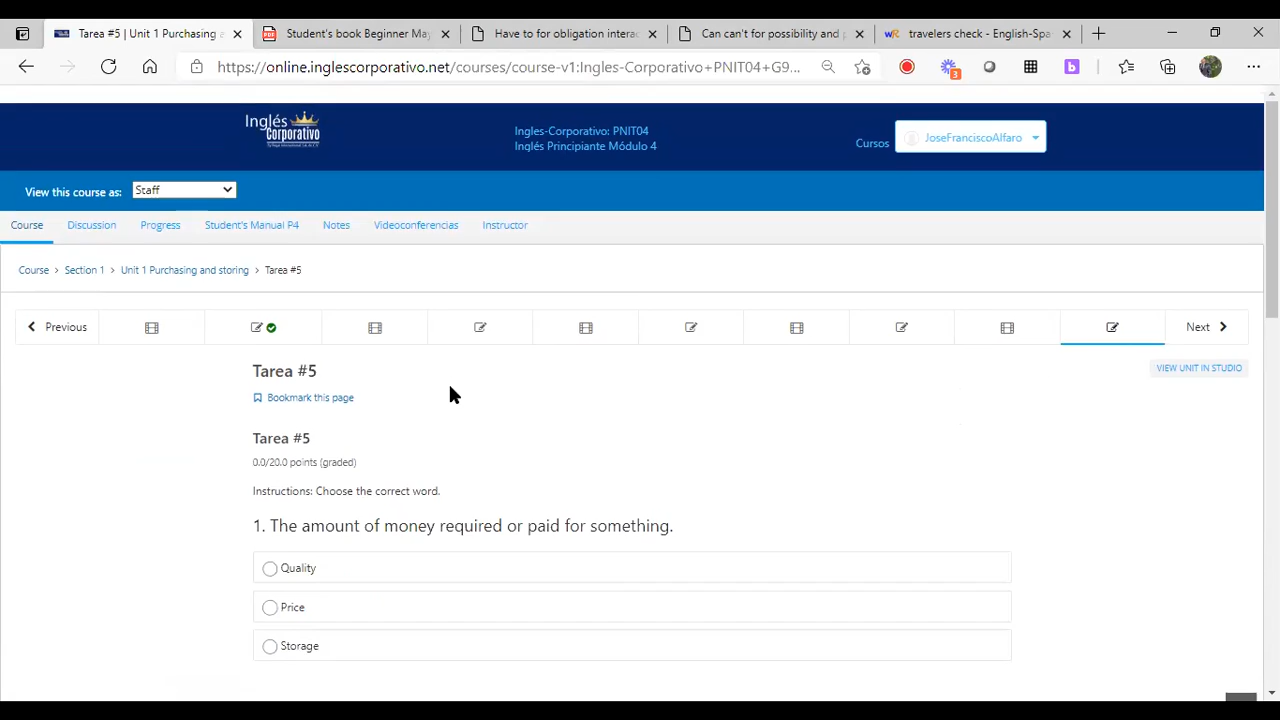 Tarea #5 | Unit 1 Purchasing e
Student's book Beginner May
Have to for obligation intera
Can can't for possibility and p
travelers check - English-Spa
https://online.inglescorporativo.net/courses/course-v1:Ingles-Corporativo+PNIT04+G9...
3
Inglés
Corporativo
Ingles-Corporativo: PNIT04
Inglés Principiante Módulo 4
Cursos
JoseFranciscoAlfaro
View this course as:
Staff
Course
Discussion
Progress
Student's Manual P4
Notes
Videoconferencias
Instructor
Course > Section 1 > Unit 1 Purchasing and storing > Tarea #5
Previous
Next
Tarea #5
VIEW UNIT IN STUDIO
Bookmark this page
Tarea #5
0.0/20.0 points (graded)
Instructions: Choose the correct word.
1. The amount of money required or paid for something.
Quality
Price
Storage